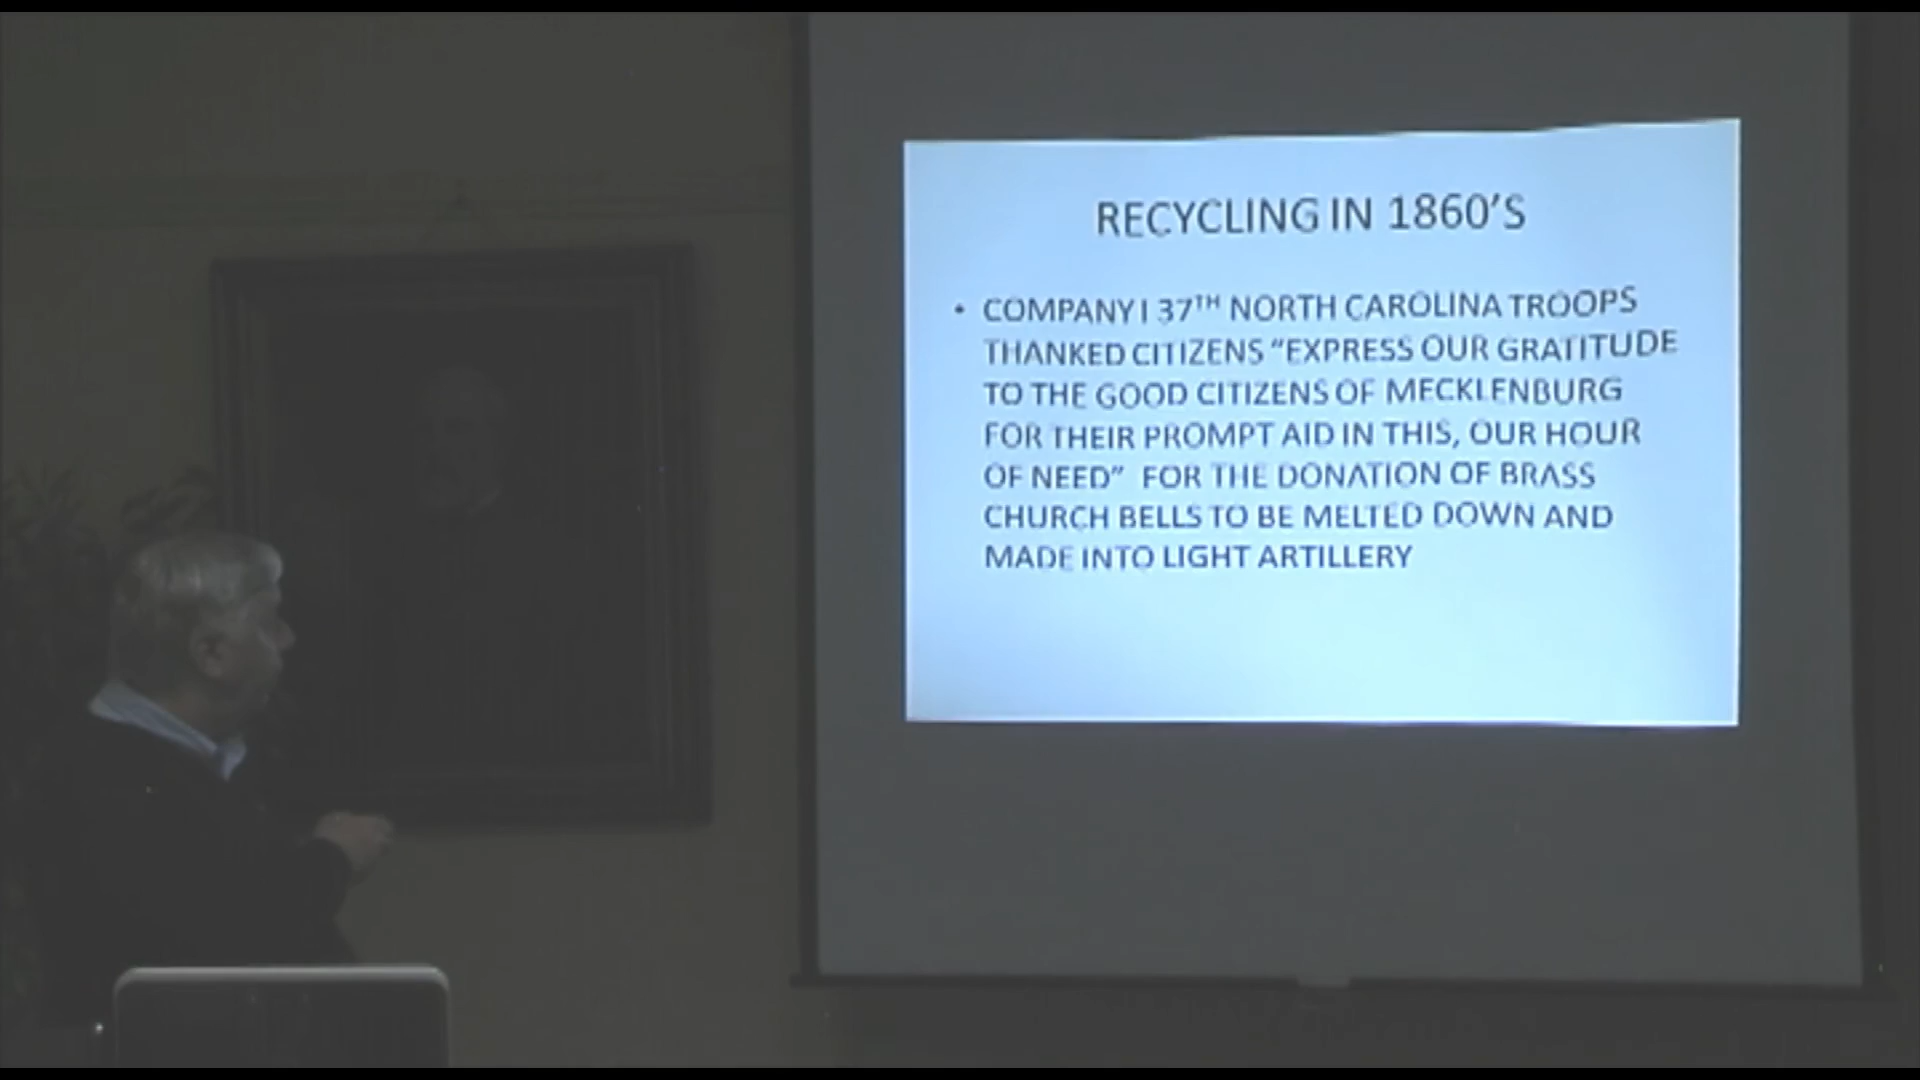 RECYCLING IN 1860'S
• COMPANY I 37TH NORTH CAROLINA TROOPS
THANKED CITIZENS "EXPRESS OUR GRATITUDE
TO THE GOOD CITIZENS OF MECKLENBURG
FOR THEIR PROMPT AID IN THIS, OUR HOUR
OF NEED" FOR THE DONATION OF BRASS
CHURCH BELLS TO BE MELTED DOWN AND
MADE INTO LIGHT ARTILLERY